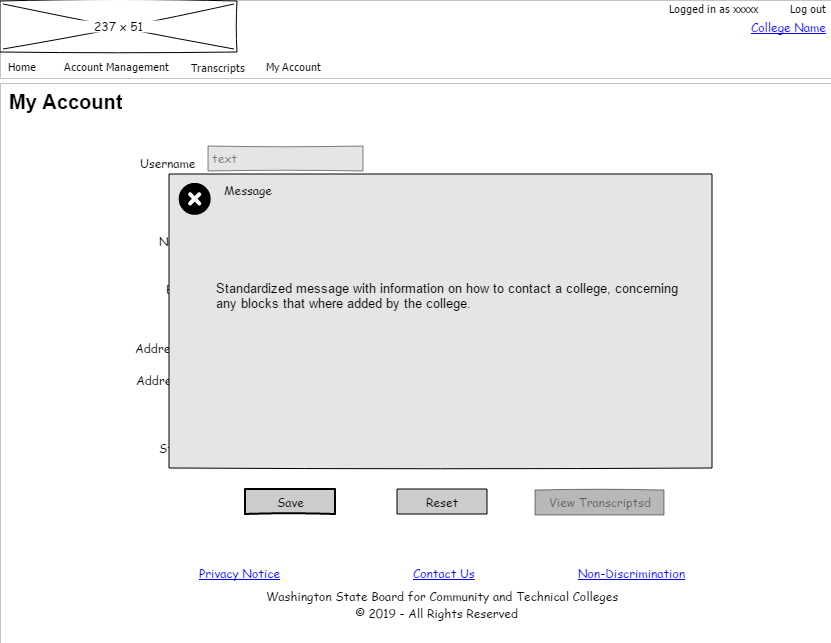 Logged in as xxxxx Log out
237 x 51
College Name
Home Account Management Transcripts My Account
My Account
Username text
Message
N
Standardized message with information on how to contact a college, concerning
any blocks that where added by the college.
Addre
Addre
S
Save Reset View Transcriptsd
Privacy Notice Contact Us Non-Discrimination
Washington State Board for Community and Technical Colleges
© 2019 - All Rights Reserved